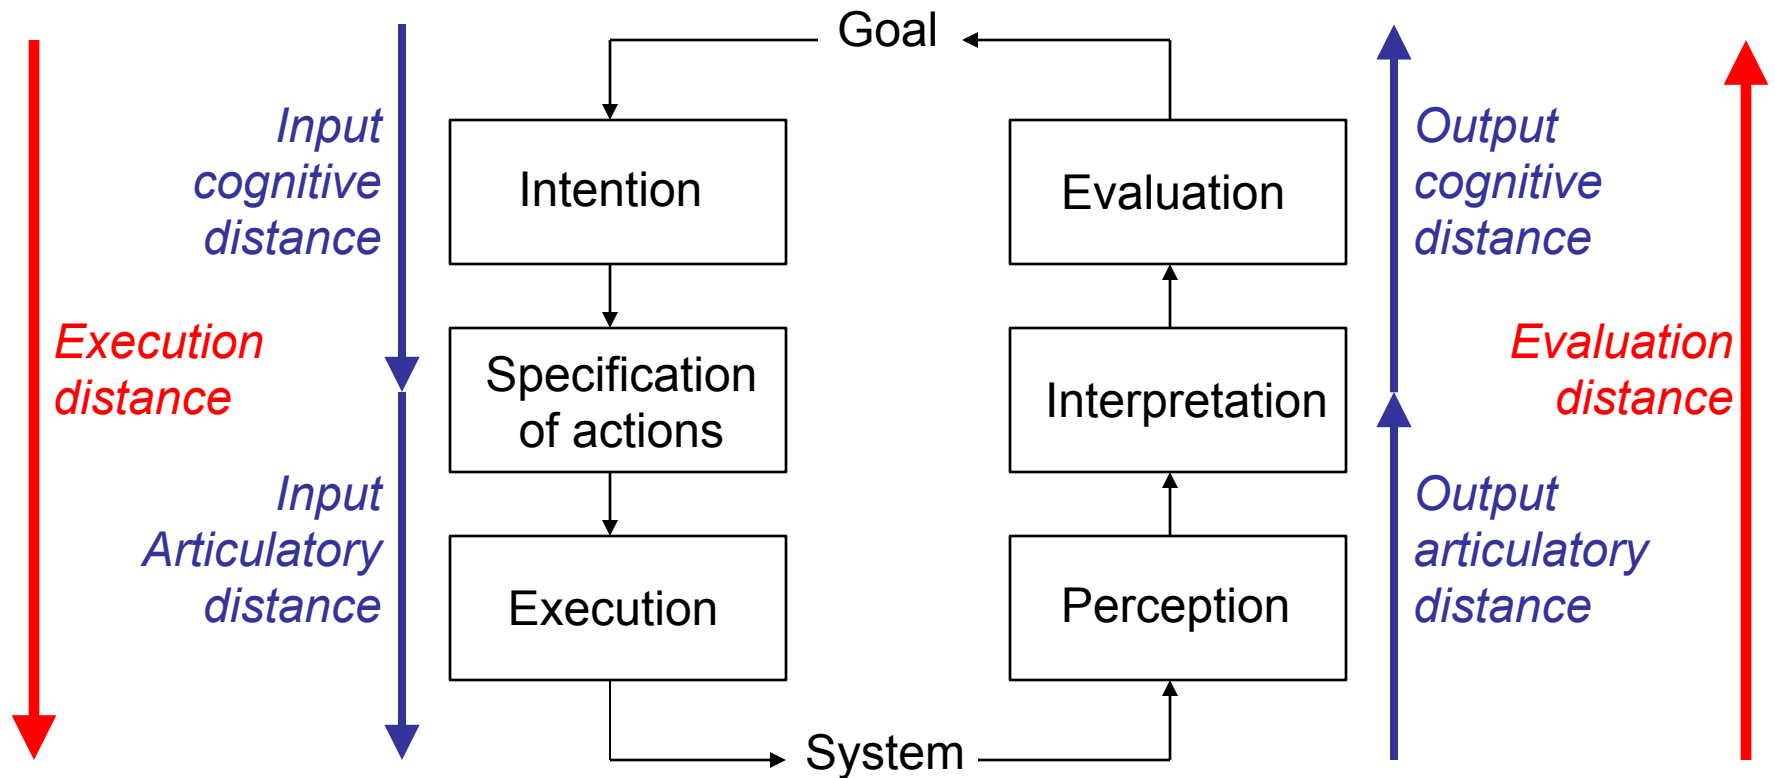 Goal
Input
cognitive
distance
Intention
Evaluation
Output
cognitive
distance
Execution
distance
Specification
of actions
Interpretation
Evaluation
distance
Input
Articulatory
distance
Execution
Perception
Output
articulatory
distance
System